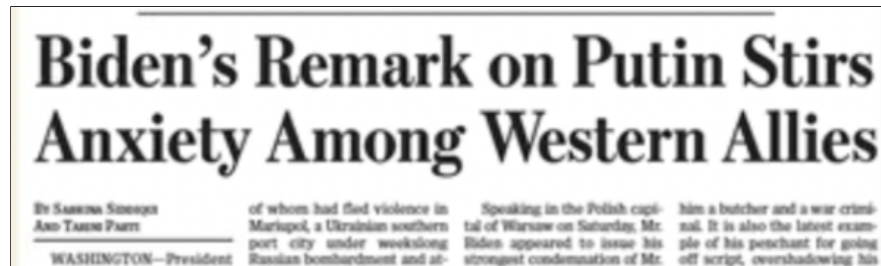 Biden's Remark on Putin Stirs
Anxiety Among Western Allies
BY SABRINA SIDDIQUI
AND TARINI PARTI
WASHINGTON—President
of whom had fled violence in
Mariupol, a Ukrainian southern
port city under weekslong
Russian bombardment and at-
Speaking in the Polish capi-
tal of Warsaw on Saturday, Mr.
Biden appeared to issue his
strongest condemnation of Mr.
him a butcher and a war crimi-
nal. It is also the latest exam-
ple of his penchant for going
off script, overshadowing his